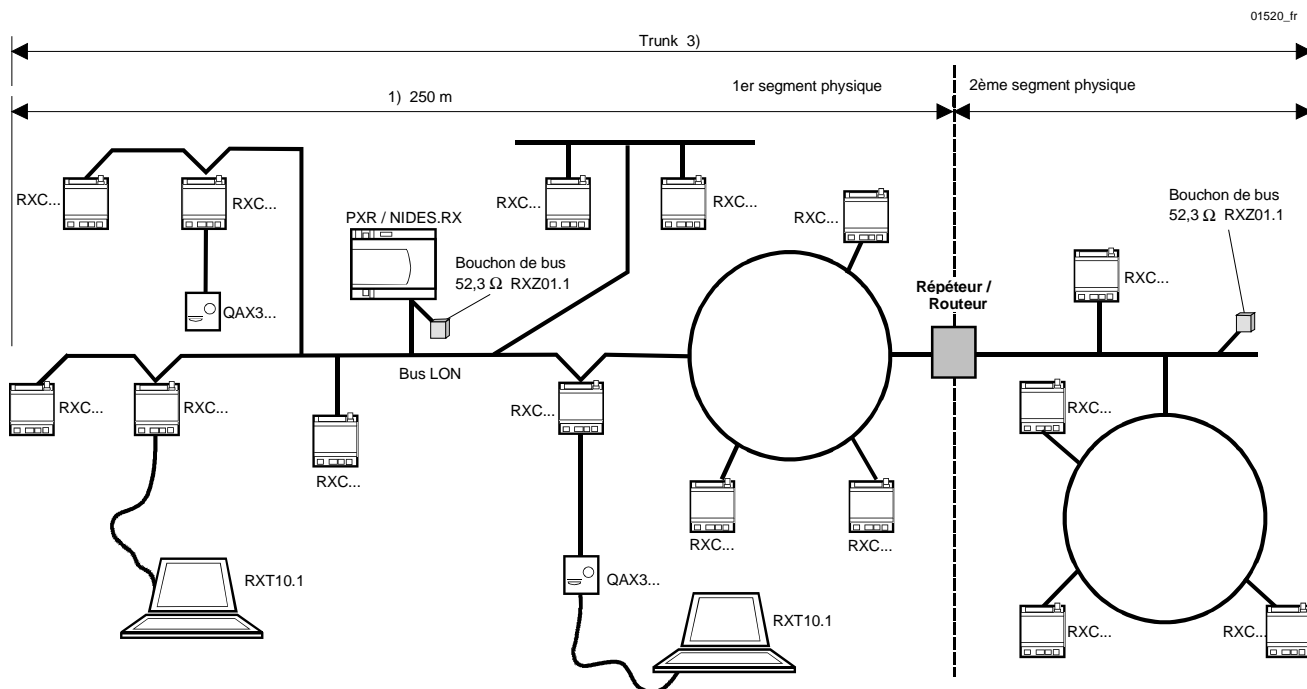 01520_fr
Trunk 3)
1er segment physique
2ème segment physique
1) 250 m
RXC...
RXC...
RXC...
RXC...
RXC...
PXR / NIDES.RX
Bouchon de bus
52,3 Ω RXZ01.1
QAX3...
Bouchon de bus
52,3 Ω RXZ01.1
RXC...
Répéteur /
Routeur
Bus LON
RXC...
RXC...
RXC...
RXC...
RXC...
RXC...
RXC...
RXC...
RXC...
RXT10.1
QAX3...
RXT10.1